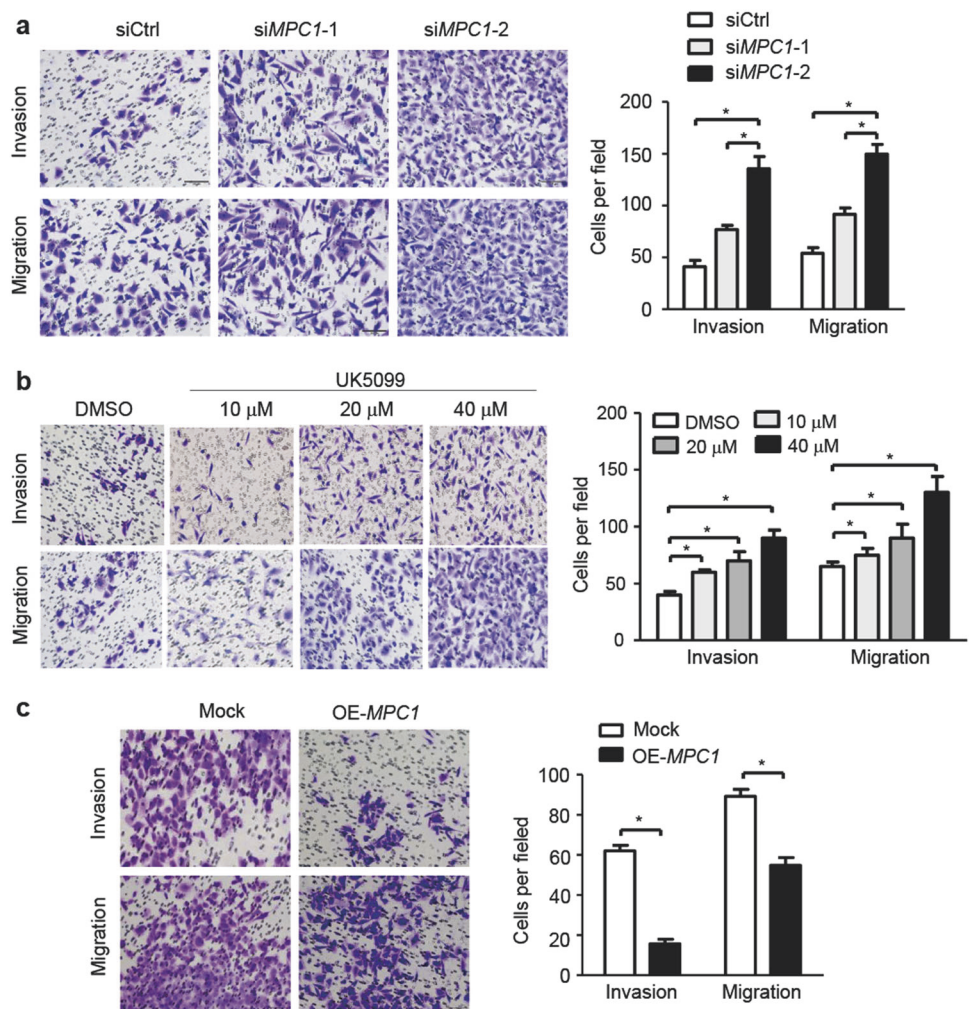 a
siCtrl
siMPC1-1
siMPC1-2
Invasion
Migration
siCtrl
siMPC1-1
siMPC1-2
Cells per field
200
150
100
50
0
* * * *
Invasion Migration
b
UK5099
DMSO 10 μM 20 μM 40 μM
Invasion
Migration
DMSO 10 μM
20 μM 40 μM
Cells per field
200
150
100
50
0
* * * * * *
Invasion Migration
c
Mock OE-MPC1
Invasion
Migration
Mock
OE-MPC1
Cells per fieled
100
80
60
40
20
0
* *
Invasion Migration